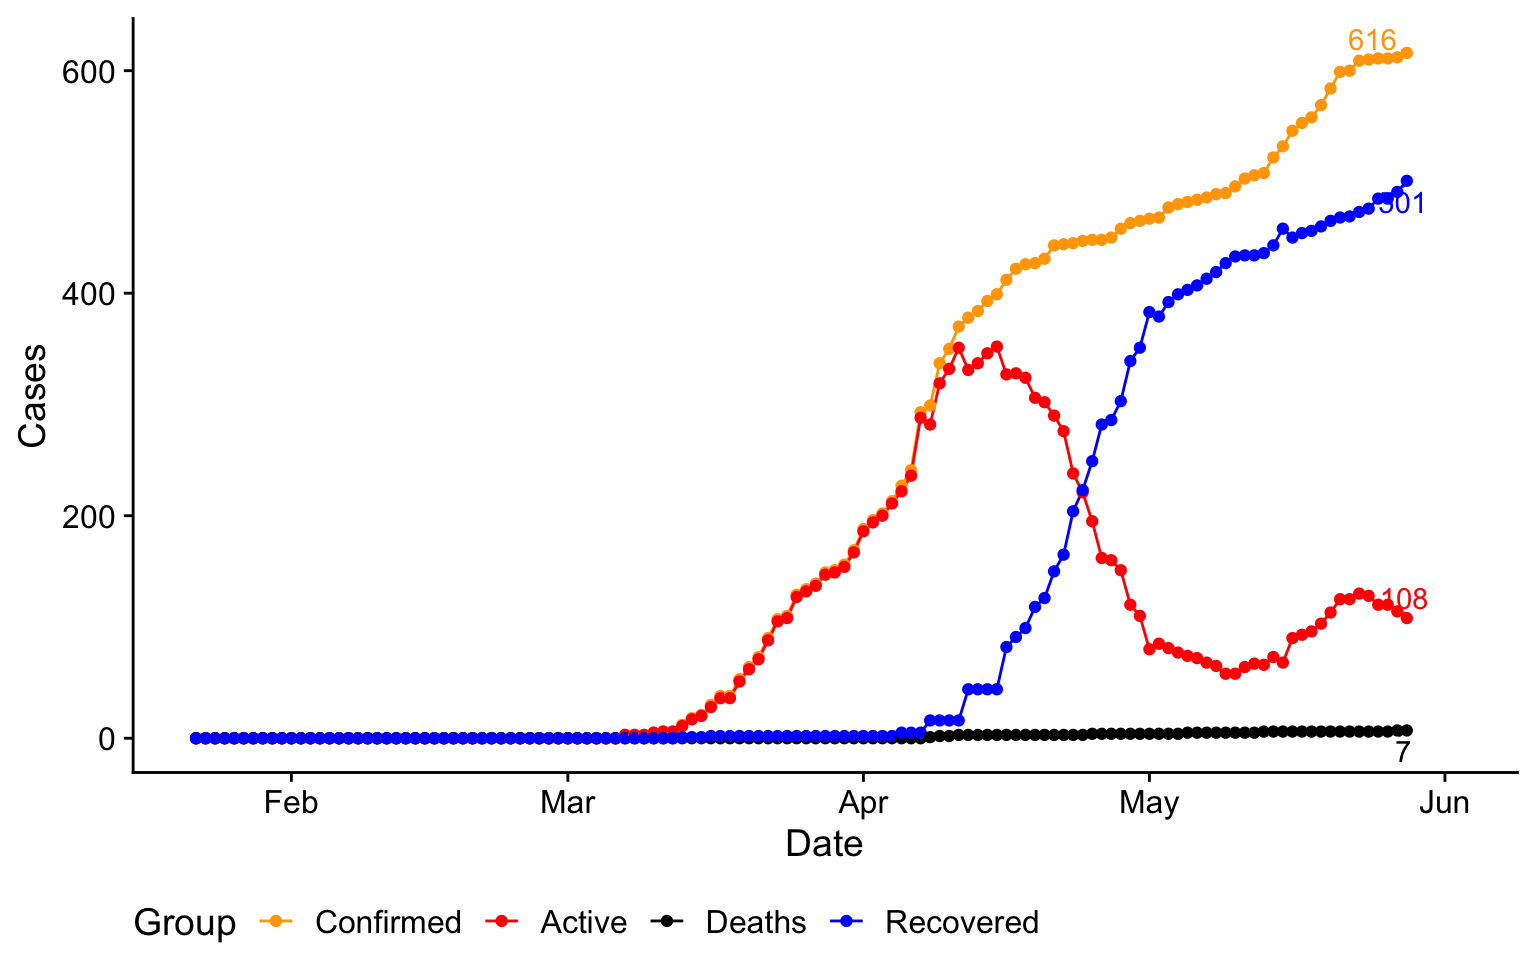 616
600
501
400
Cases
200
108
0
7
Feb Mar Apr May Jun
Date
Group Confirmed Active Deaths Recovered